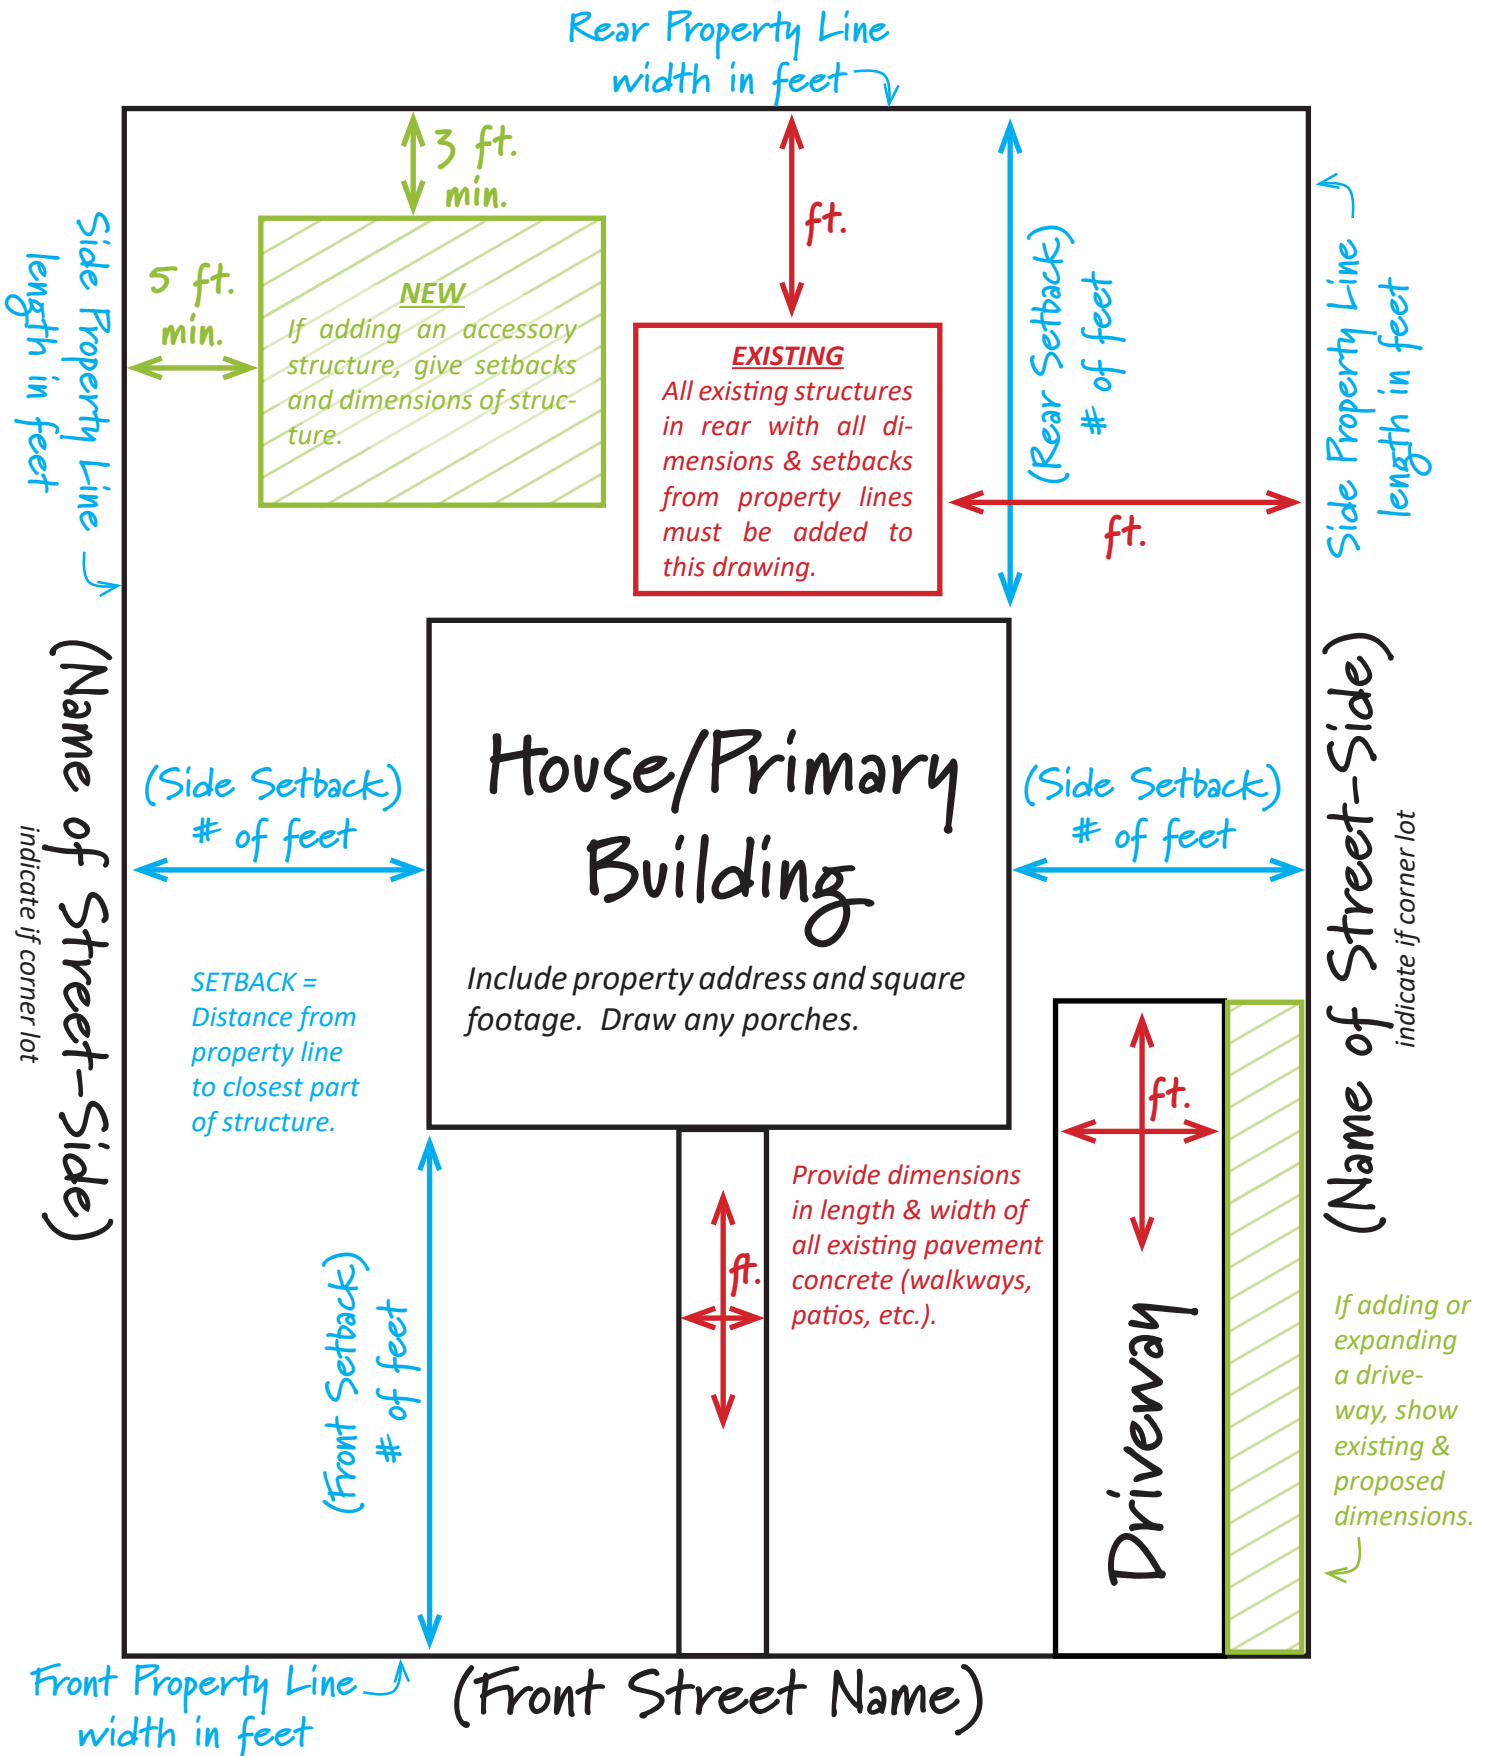 Rear Property Line
width in feet
3 ft.
min.
5 ft.
min.
NEW
If adding an accessory
structure, give setbacks
and dimensions of struc-
ture.
ft.
EXISTING
All existing structures
in rear with all di-
mensions & setbacks
from property lines
must be added to
this drawing.
(Rear Setback)
# of feet
ft.
Side Property Line
length in feet
Side Property Line
length in feet
(Name of Street-Side)
indicate if corner lot
(Name of Street-Side)
indicate if corner lot
(Side Setback)
# of feet
House/Primary
Building
Include property address and square
footage. Draw any porches.
(Side Setback)
# of feet
SETBACK =
Distance from
property line
to closest part
of structure.
(Front Setback)
# of feet
ft.
Provide dimensions
in length & width of
all existing pavement
concrete (walkways,
patios, etc.).
ft.
Driveway
If adding or
expanding
a drive-
way, show
existing &
proposed
dimensions.
Front Property Line
width in feet
(Front Street Name)